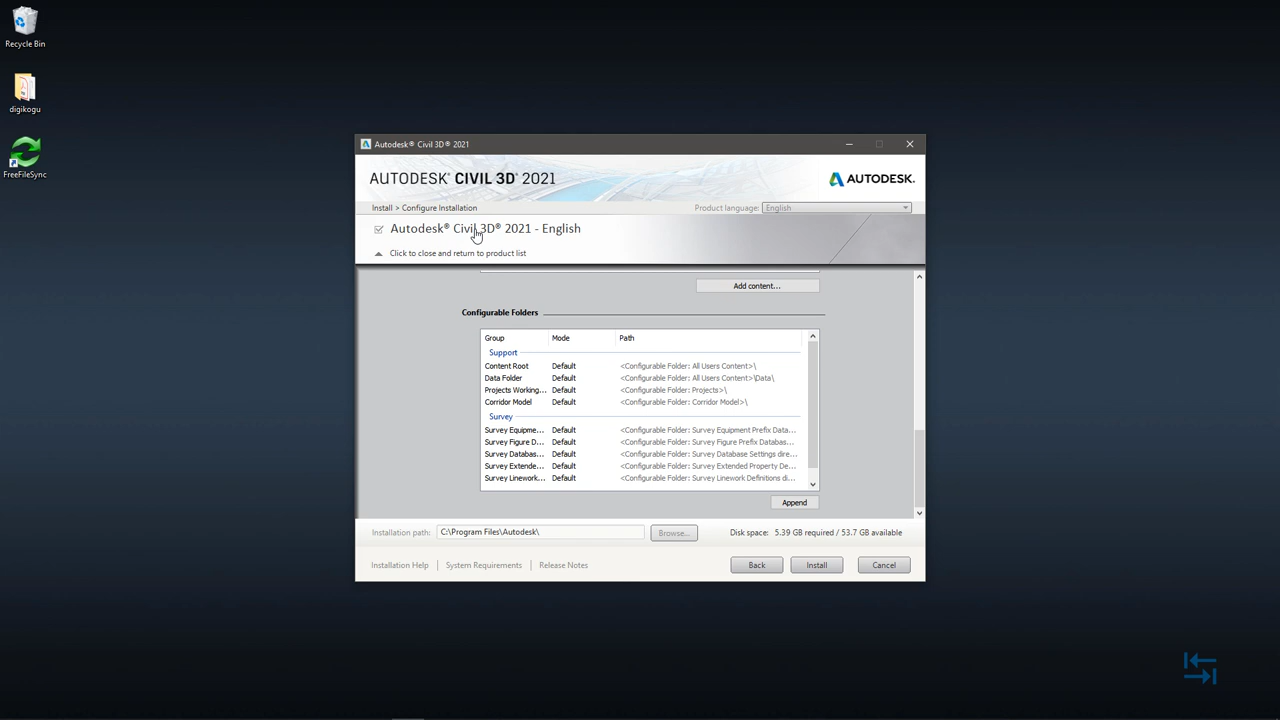 Recycle Bin
digikogu
FreeFileSync
Autodesk® Civil 3D® 2021
AUTODESK® CIVIL 3D® 2021
AUTODESK.
Install > Configure Installation
Product language: English
Autodesk® Civil 3D® 2021 - English
Click to close and return to product list
Add content...
Configurable Folders
Group Mode Path
Support
Content Root Default <Configurable Folder: All Users Content>\
Data Folder Default <Configurable Folder: All Users Content>\Data\
Projects Working... Default <Configurable Folder: Projects>\
Corridor Model Default <Configurable Folder: Corridor Model>\
Survey
Survey Equipme... Default <Configurable Folder: Survey Equipment Prefix Data...
Survey Figure D... Default <Configurable Folder: Survey Figure Prefix Databas...
Survey Databas... Default <Configurable Folder: Survey Database Settings dire...
Survey Extende... Default <Configurable Folder: Survey Extended Property De...
Survey Linework... Default <Configurable Folder: Survey Linework Definitions di...
Append
Installation path: C:\Program Files\Autodesk\ Browse... Disk space: 5.39 GB required / 53.7 GB available
Installation Help System Requirements Release Notes Back Install Cancel